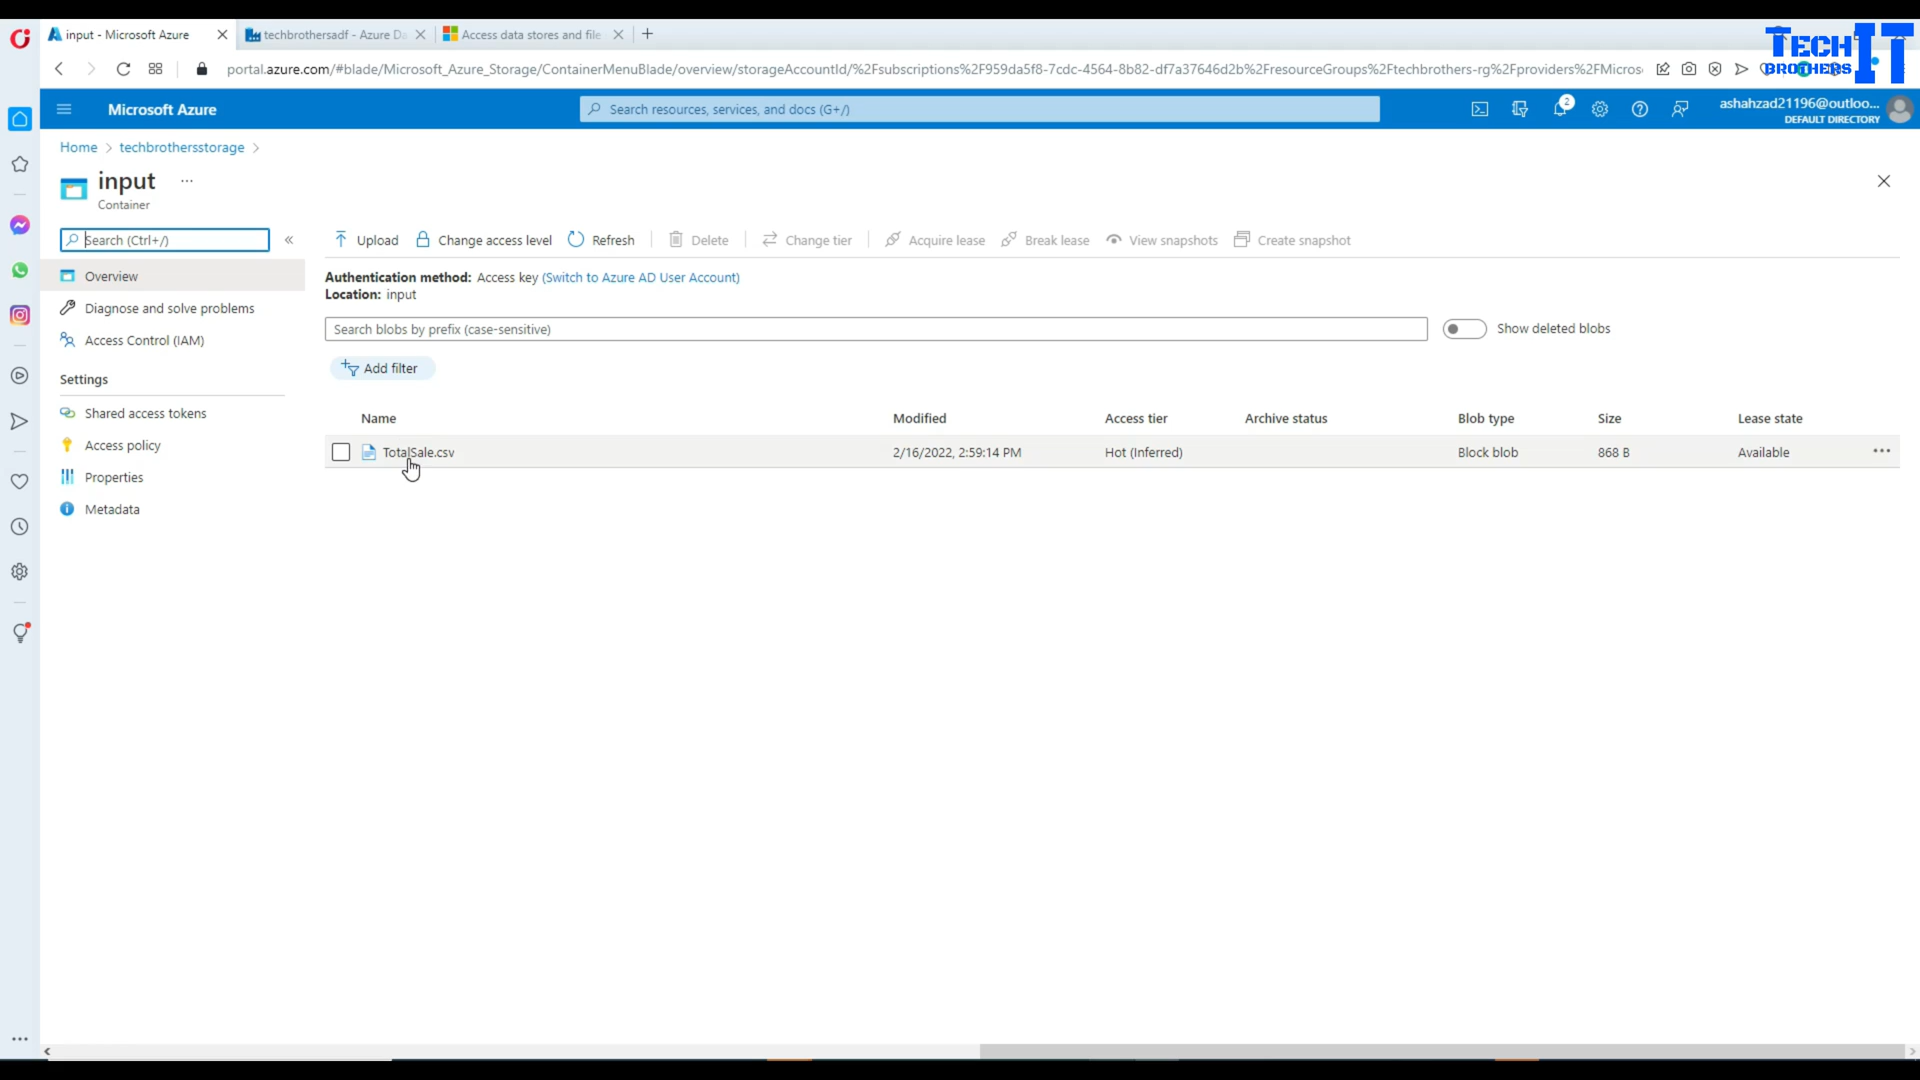 input - Microsoft Azure
techbrothersadf - Azure Da
Access data stores and file
TECH IT
BROTHERS
portal.azure.com/#blade/Microsoft_Azure_Storage/ContainerMenuBlade/overview/storageAccountId/%2Fsubscriptions%2F959da5f8-7cdc-4564-8b82-df7a37646d2b%2FresourceGroups%2Ftechbrothers-rg%2Fproviders%2FMicros
Microsoft Azure
Search resources, services, and docs (G+/)
2
ashahzad21196@outloo...
DEFAULT DIRECTORY
Home > techbrothersstorage >
input ...
Container
Search (Ctrl+/)
«
Upload
Change access level
Refresh
Delete
Change tier
Acquire lease
Break lease
View snapshots
Create snapshot
Overview
Diagnose and solve problems
Access Control (IAM)
Settings
Shared access tokens
Access policy
Properties
Metadata
Authentication method: Access key (Switch to Azure AD User Account)
Location: input
Search blobs by prefix (case-sensitive)
Show deleted blobs
Add filter
Name Modified Access tier Archive status Blob type Size Lease state
TotalSale.csv 2/16/2022, 2:59:14 PM Hot (Inferred) Block blob 868 B Available ...